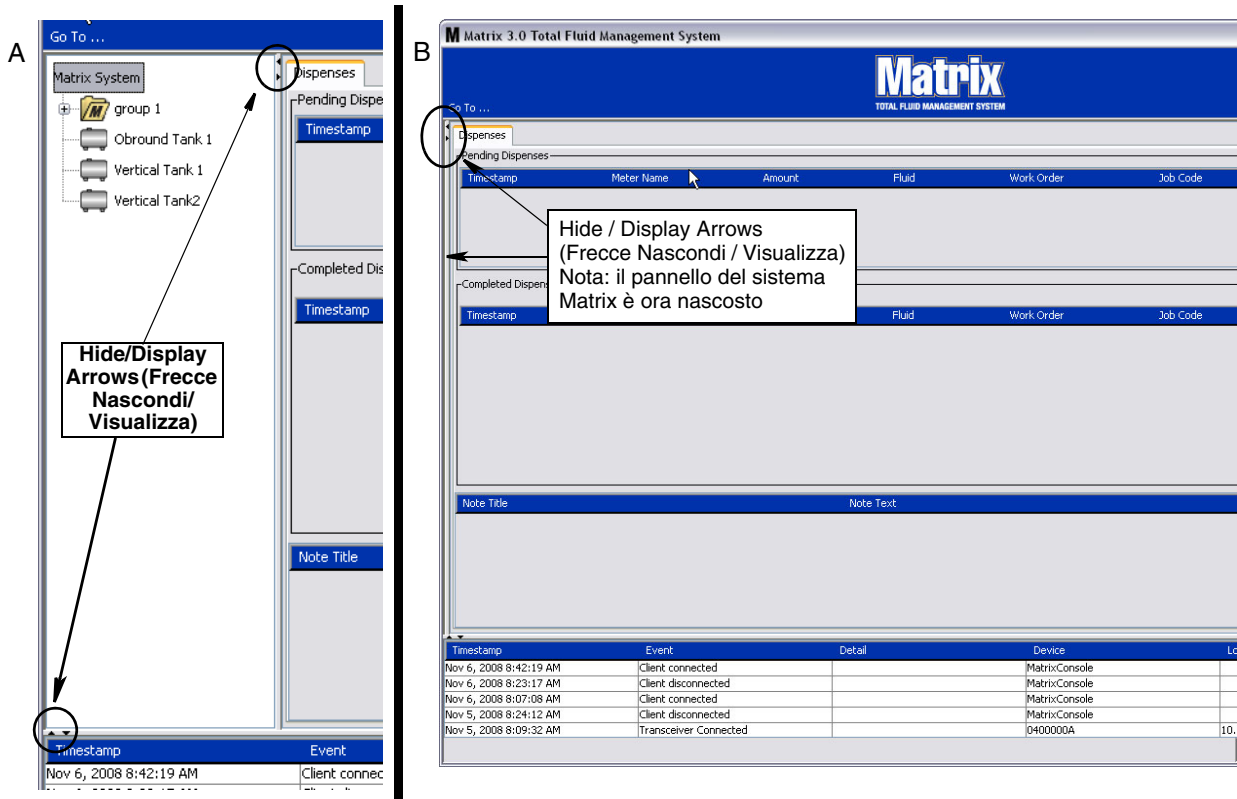 A
Go To ...
Matrix System
group 1
Obround Tank 1
Vertical Tank 1
Vertical Tank2
Dispenses
Pending Dispe
Timestamp
Completed Dis
Timestamp
Hide/Display
Arrows(Frecce
Nascondi/
Visualizza)
Note Title
Timestamp Event
Nov 6, 2008 8:42:19 AM Client connec
B
M Matrix 3.0 Total Fluid Management System
Matrix
TOTAL FLUID MANAGEMENT SYSTEM
Go To ...
Dispenses
Pending Dispenses
Timestamp Meter Name Amount Fluid Work Order Job Code
Hide / Display Arrows
(Frecce Nascondi / Visualizza)
Nota: il pannello del sistema
Matrix è ora nascosto
Completed Dispens
Timestamp Fluid Work Order Job Code
Note Title Note Text
Timestamp Event Detail Device Lo
Nov 6, 2008 8:42:19 AM Client connected MatrixConsole
Nov 6, 2008 8:23:17 AM Client disconnected MatrixConsole
Nov 6, 2008 8:07:08 AM Client connected MatrixConsole
Nov 5, 2008 8:24:12 AM Client disconnected MatrixConsole
Nov 5, 2008 8:09:32 AM Transceiver Connected 0400000A 10.